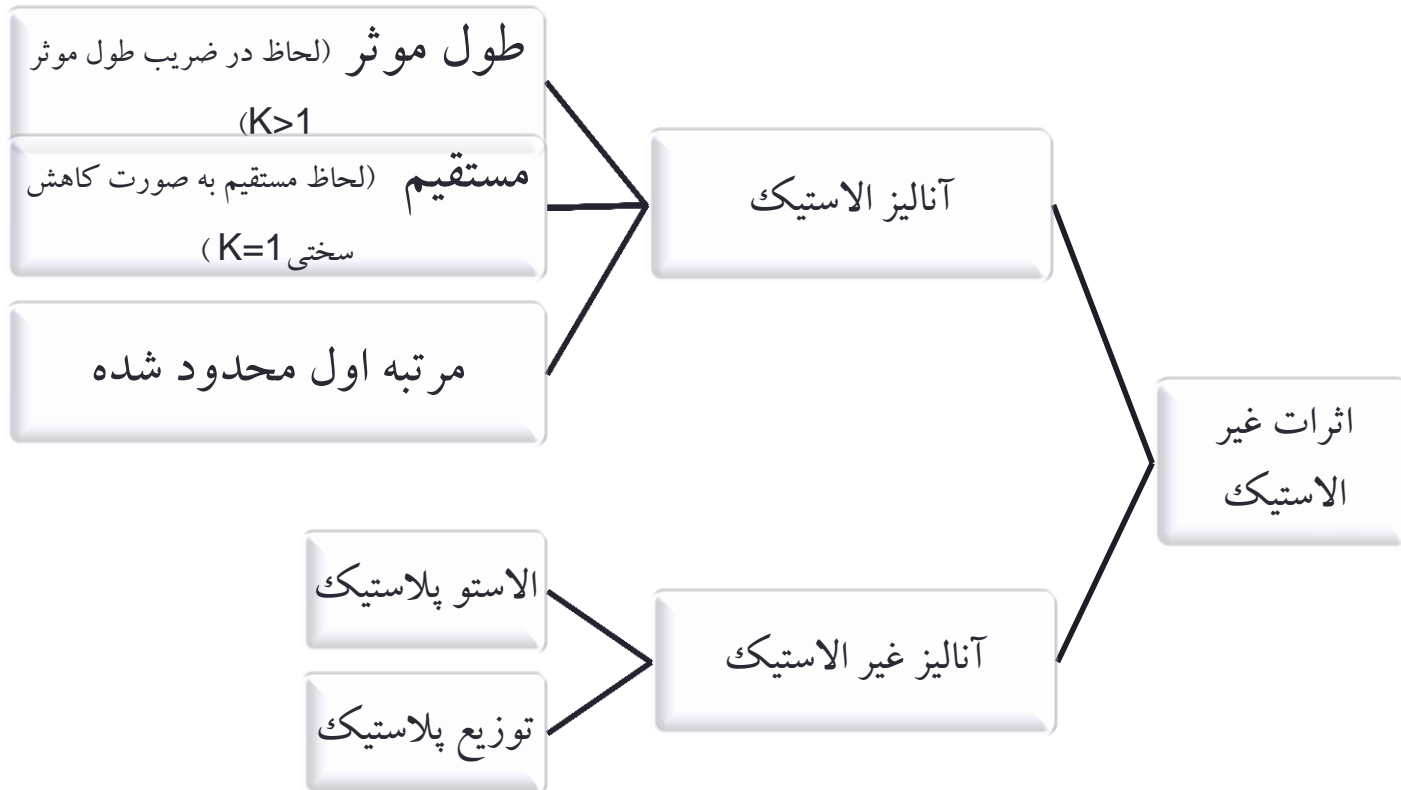 اثرات غیر
الاستیک
آنالیز الاستیک
طول موثر (لحاظ در ضریب طول موثر
K>1)
مستقیم (لحاظ مستقیم به صورت کاهش
سختی K=1)
مرتبه اول محدود شده
آنالیز غیر الاستیک
الاستو پلاستیک
توزیع پلاستیک